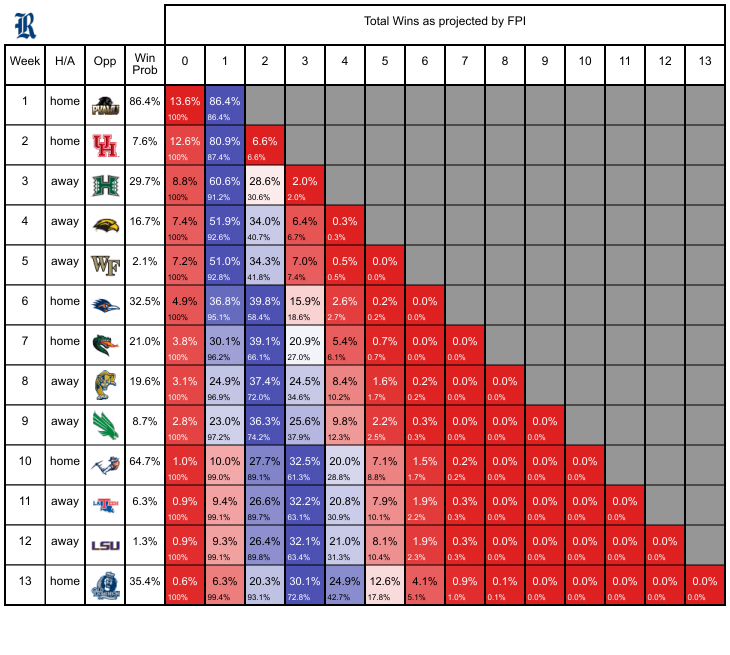 R
Total Wins as projected by FPI
Week H/A Opp Win Prob 0 1 2 3 4 5 6 7 8 9 10 11 12 13
1 home PVAMU 86.4% 13.6% 86.4%
100% 86.4%
2 home UH 7.6% 12.6% 80.9% 6.6%
100% 87.4% 6.6%
3 away H 29.7% 8.8% 60.6% 28.6% 2.0%
100% 91.2% 30.6% 2.0%
4 away 16.7% 7.4% 51.9% 34.0% 6.4% 0.3%
100% 92.6% 40.7% 6.7% 0.3%
5 away WF 2.1% 7.2% 51.0% 34.3% 7.0% 0.5% 0.0%
100% 92.8% 41.8% 7.4% 0.5% 0.0%
6 home 32.5% 4.9% 36.8% 39.8% 15.9% 2.6% 0.2% 0.0%
100% 95.1% 58.4% 18.6% 2.7% 0.2% 0.0%
7 home 21.0% 3.8% 30.1% 39.1% 20.9% 5.4% 0.7% 0.0% 0.0%
100% 96.2% 66.1% 27.0% 6.1% 0.7% 0.0% 0.0%
8 away 19.6% 3.1% 24.9% 37.4% 24.5% 8.4% 1.6% 0.2% 0.0% 0.0%
100% 96.9% 72.0% 34.6% 10.2% 1.7% 0.2% 0.0% 0.0%
9 away 8.7% 2.8% 23.0% 36.3% 25.6% 9.8% 2.2% 0.3% 0.0% 0.0% 0.0%
100% 97.2% 74.2% 37.9% 12.3% 2.5% 0.3% 0.0% 0.0% 0.0%
10 home 64.7% 1.0% 10.0% 27.7% 32.5% 20.0% 7.1% 1.5% 0.2% 0.0% 0.0% 0.0%
100% 99.0% 89.1% 61.3% 28.8% 8.8% 1.7% 0.2% 0.0% 0.0% 0.0%
11 away LA TECH 6.3% 0.9% 9.4% 26.6% 32.2% 20.8% 7.9% 1.9% 0.3% 0.0% 0.0% 0.0% 0.0%
100% 99.1% 89.7% 63.1% 30.9% 10.1% 2.2% 0.3% 0.0% 0.0% 0.0% 0.0%
12 away LSU 1.3% 0.9% 9.3% 26.4% 32.1% 21.0% 8.1% 1.9% 0.3% 0.0% 0.0% 0.0% 0.0% 0.0%
100% 99.1% 89.8% 63.4% 31.3% 10.4% 2.3% 0.3% 0.0% 0.0% 0.0% 0.0% 0.0%
13 home 35.4% 0.6% 6.3% 20.3% 30.1% 24.9% 12.6% 4.1% 0.9% 0.1% 0.0% 0.0% 0.0% 0.0% 0.0%
100% 99.4% 93.1% 72.8% 42.7% 17.8% 5.1% 1.0% 0.1% 0.0% 0.0% 0.0% 0.0% 0.0%